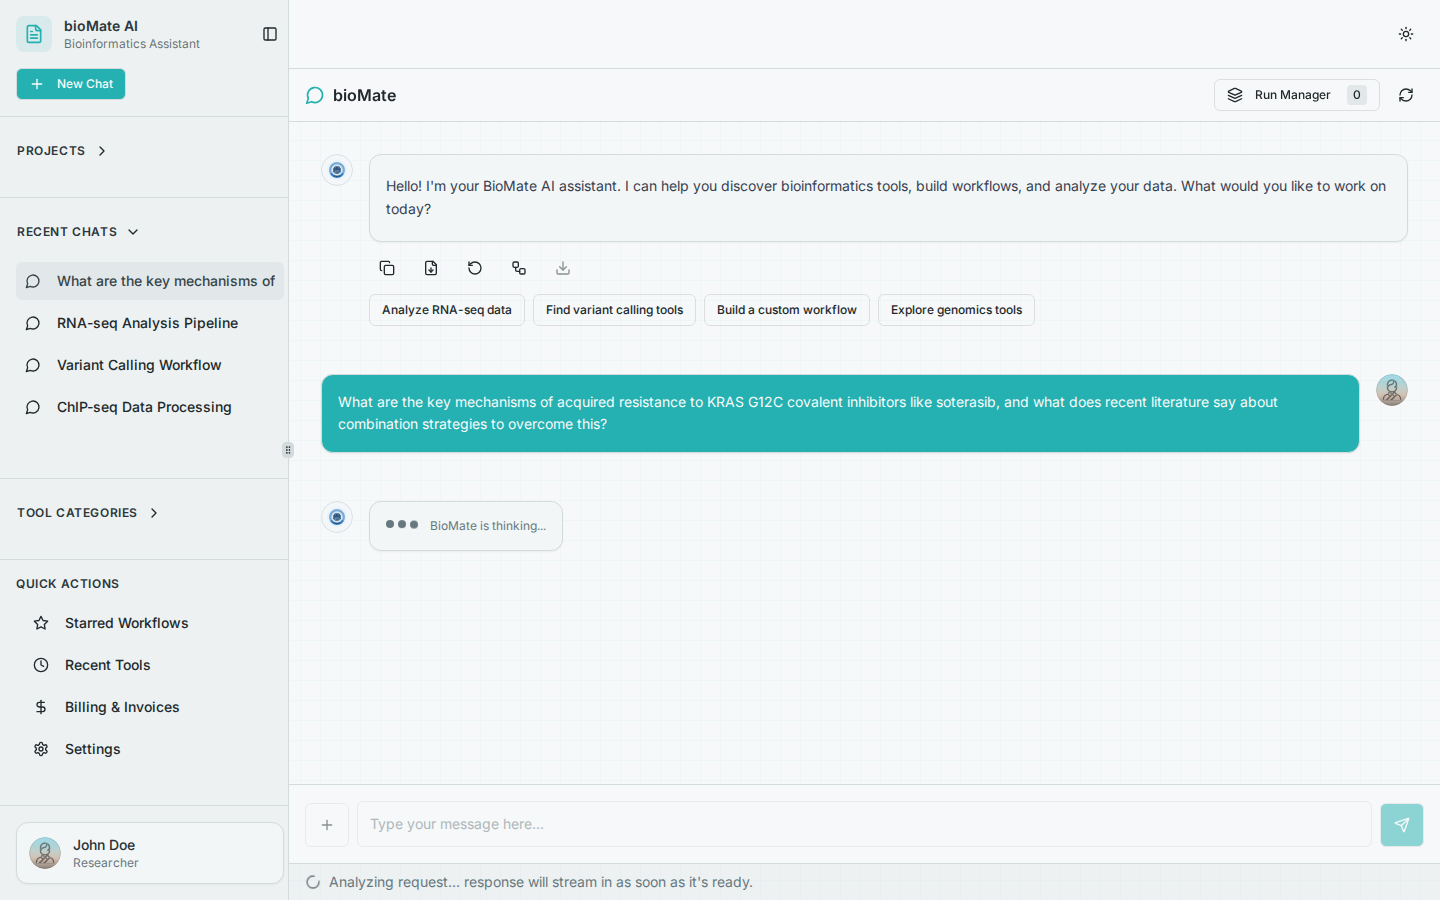 bioMate AI
Bioinformatics Assistant
New Chat
PROJECTS
RECENT CHATS
What are the key mechanisms of
RNA-seq Analysis Pipeline
Variant Calling Workflow
ChIP-seq Data Processing
TOOL CATEGORIES
QUICK ACTIONS
Starred Workflows
Recent Tools
Billing & Invoices
Settings
John Doe
Researcher
bioMate
Run Manager 0
Hello! I'm your BioMate AI assistant. I can help you discover bioinformatics tools, build workflows, and analyze your data. What would you like to work on
today?
Analyze RNA-seq data
Find variant calling tools
Build a custom workflow
Explore genomics tools
What are the key mechanisms of acquired resistance to KRAS G12C covalent inhibitors like soterasib, and what does recent literature say about
combination strategies to overcome this?
BioMate is thinking...
Type your message here...
Analyzing request... response will stream in as soon as it's ready.